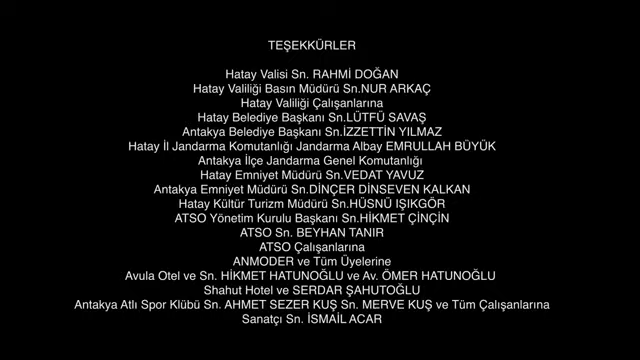 TEŞEKKÜRLER
Hatay Valisi Sn. RAHMİ DOĞAN
Hatay Valiliği Basın Müdürü Sn.NUR ARKAÇ
Hatay Valiliği Çalışanlarına
Hatay Belediye Başkanı Sn.LÜTFÜ SAVAŞ
Antakya Belediye Başkanı Sn.İZZETTİN YILMAZ
Hatay İl Jandarma Komutanlığı Jandarma Albay EMRULLAH BÜYÜK
Antakya İlçe Jandarma Genel Komutanlığı
Hatay Emniyet Müdürü Sn.VEDAT YAVUZ
Antakya Emniyet Müdürü Sn.DİNÇER DİNSEVEN KALKAN
Hatay Kültür Turizm Müdürü Sn.HÜSNÜ IŞIKGÖR
ATSO Yönetim Kurulu Başkanı Sn.HİKMET ÇİNÇİN
ATSO Sn. BEYHAN TANIR
ATSO Çalışanlarına
ANMODER ve Tüm Üyelerine
Avula Otel ve Sn. HİKMET HATUNOĞLU ve Av. ÖMER HATUNOĞLU
Shahut Hotel ve SERDAR ŞAHUTOĞLU
Antakya Atlı Spor Klübü Sn. AHMET SEZER KUŞ Sn. MERVE KUŞ ve Tüm Çalışanlarına
Sanatçı Sn. İSMAİL ACAR